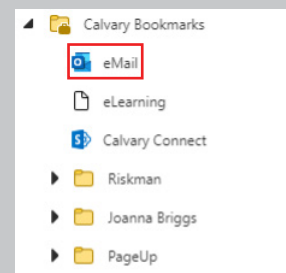 Calvary Bookmarks
eMail
eLearning
Calvary Connect
Riskman
Joanna Briggs
PageUp